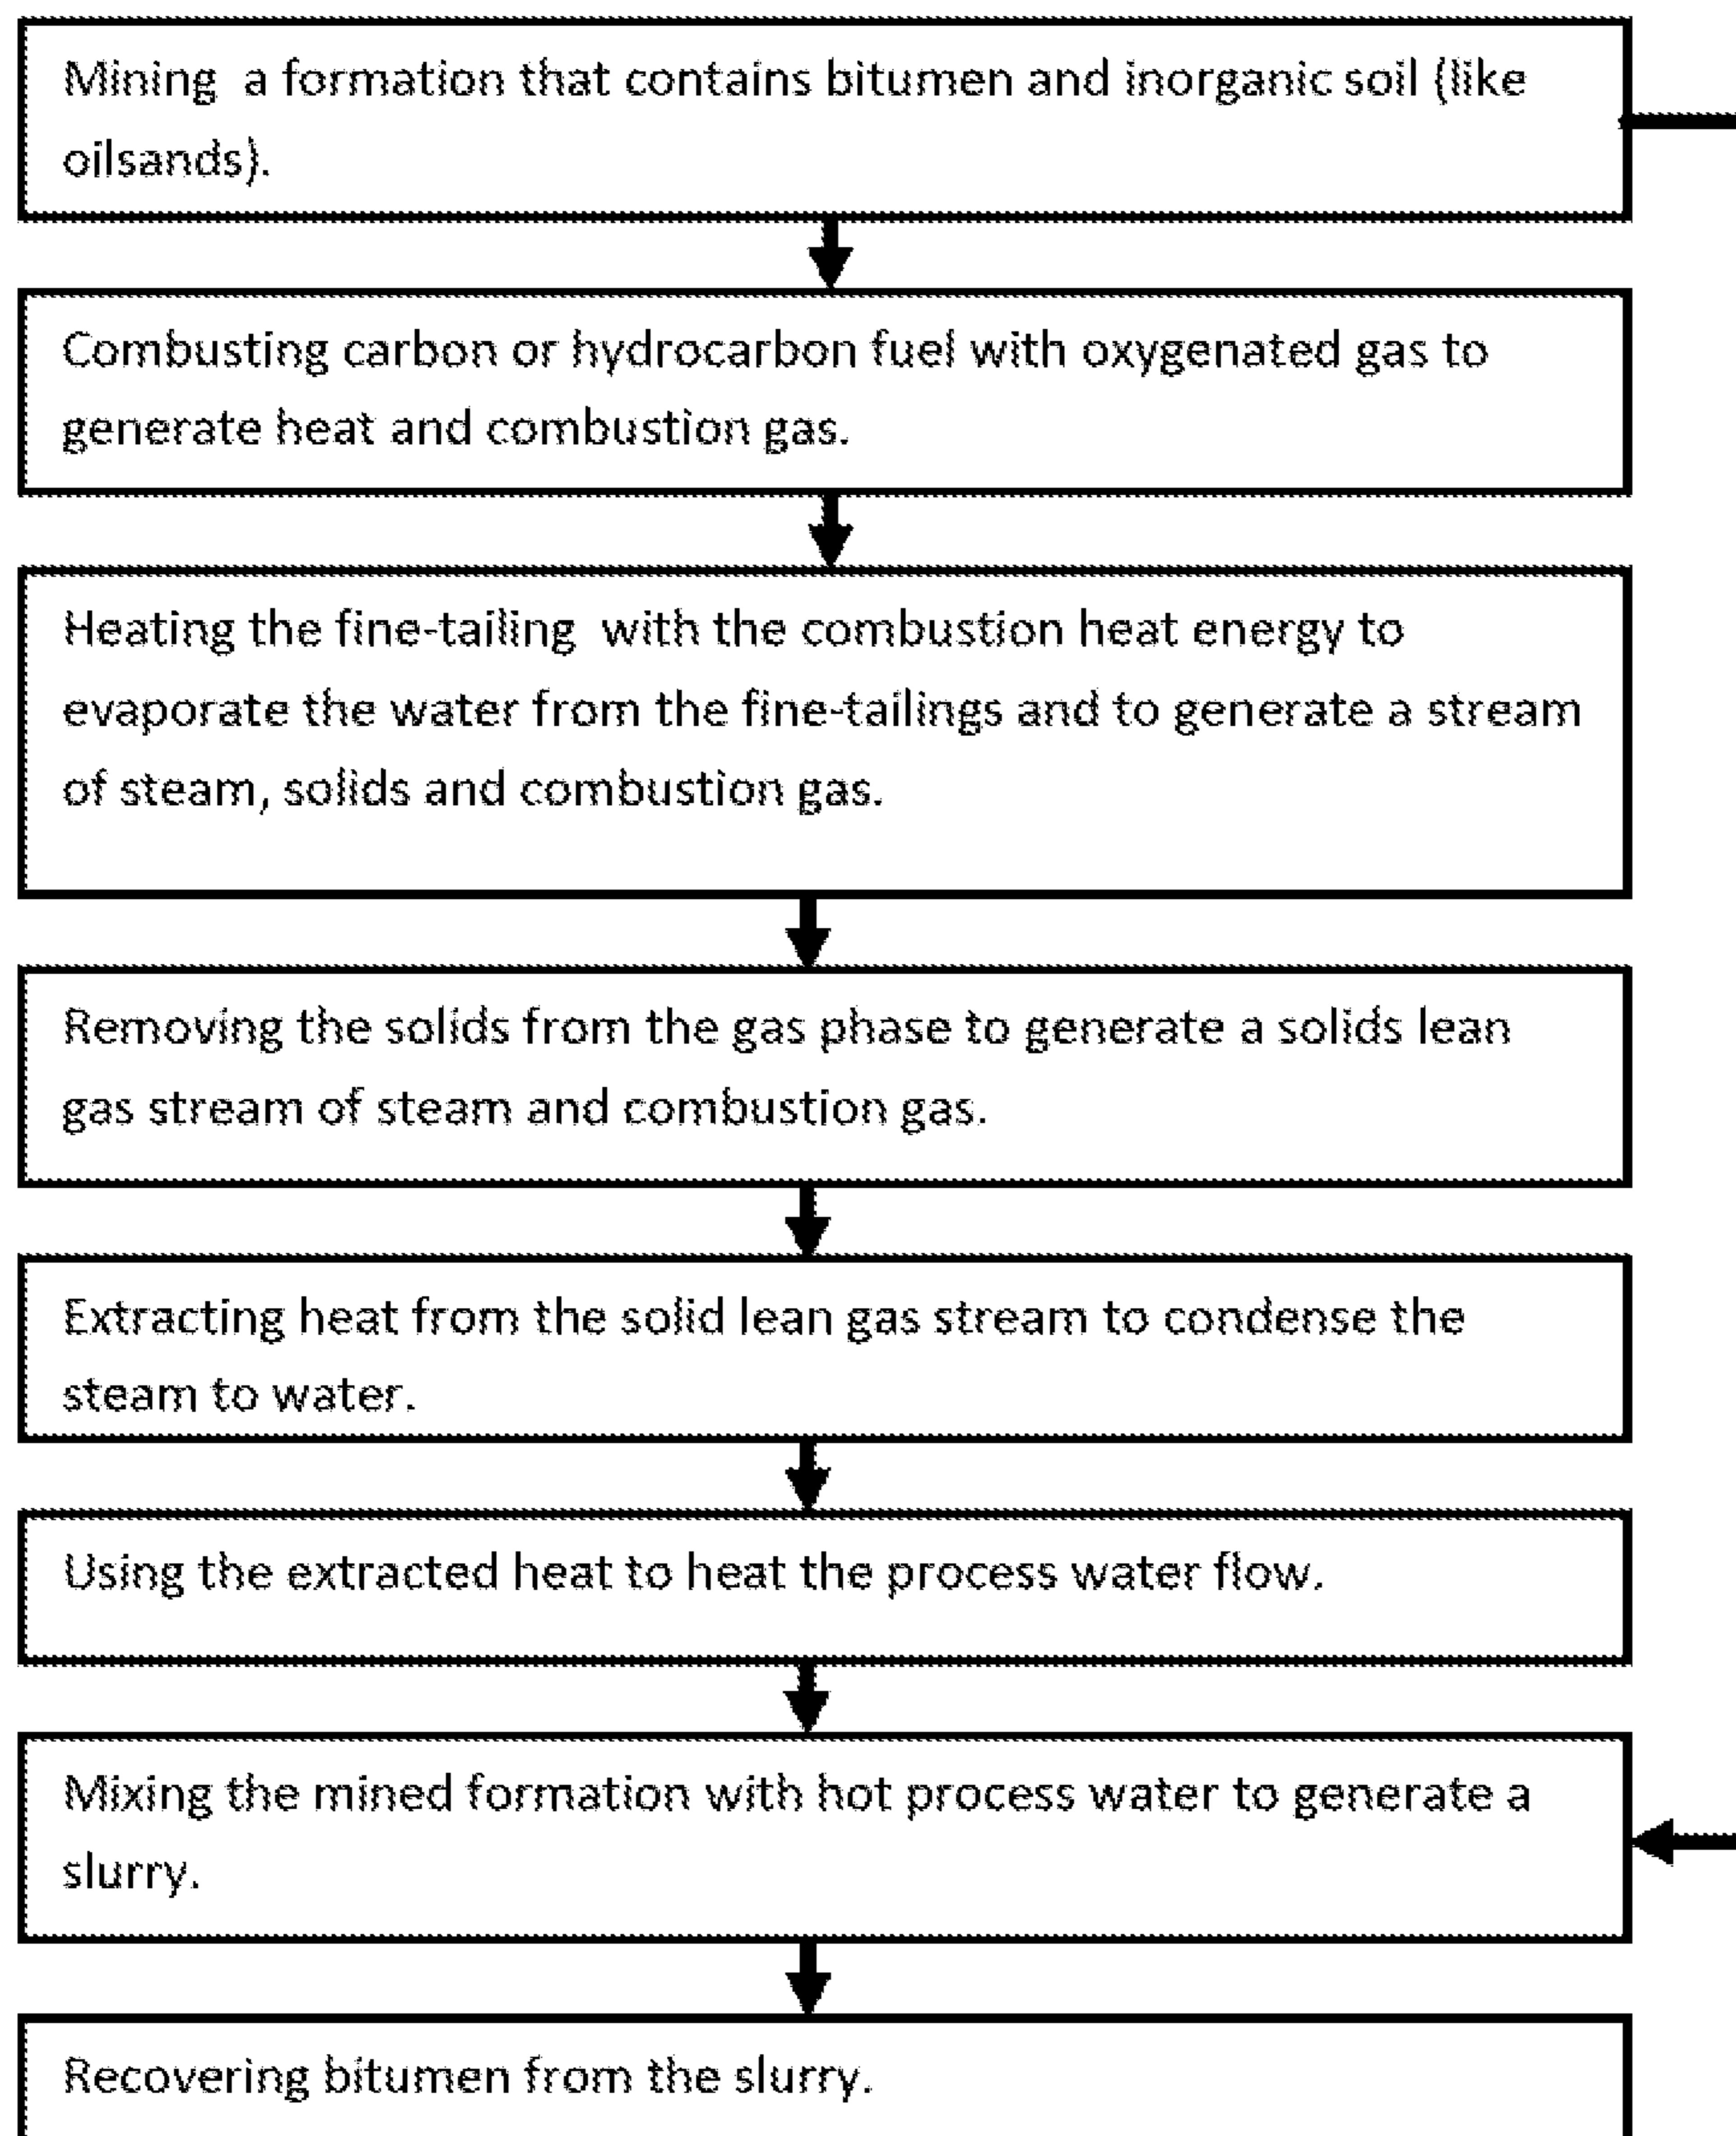 Mining a formation that contains bitumen and inorganic soil (like
oilsands).
Combusting carbon or hydrocarbon fuel with oxygenated gas to
generate heat and combustion gas.
Heating the fine-tailing with the combustion heat energy to
evaporate the water from the fine-tailings and to generate a stream
of steam, solids and combustion gas.
Removing the solids from the gas phase to generate a solids lean
gas stream of steam and combustion gas.
Extracting heat from the solid lean gas stream to condense the
steam to water.
Using the extracted heat to heat the process water flow.
Mixing the mined formation with hot process water to generate a
slurry.
Recovering bitumen from the slurry.